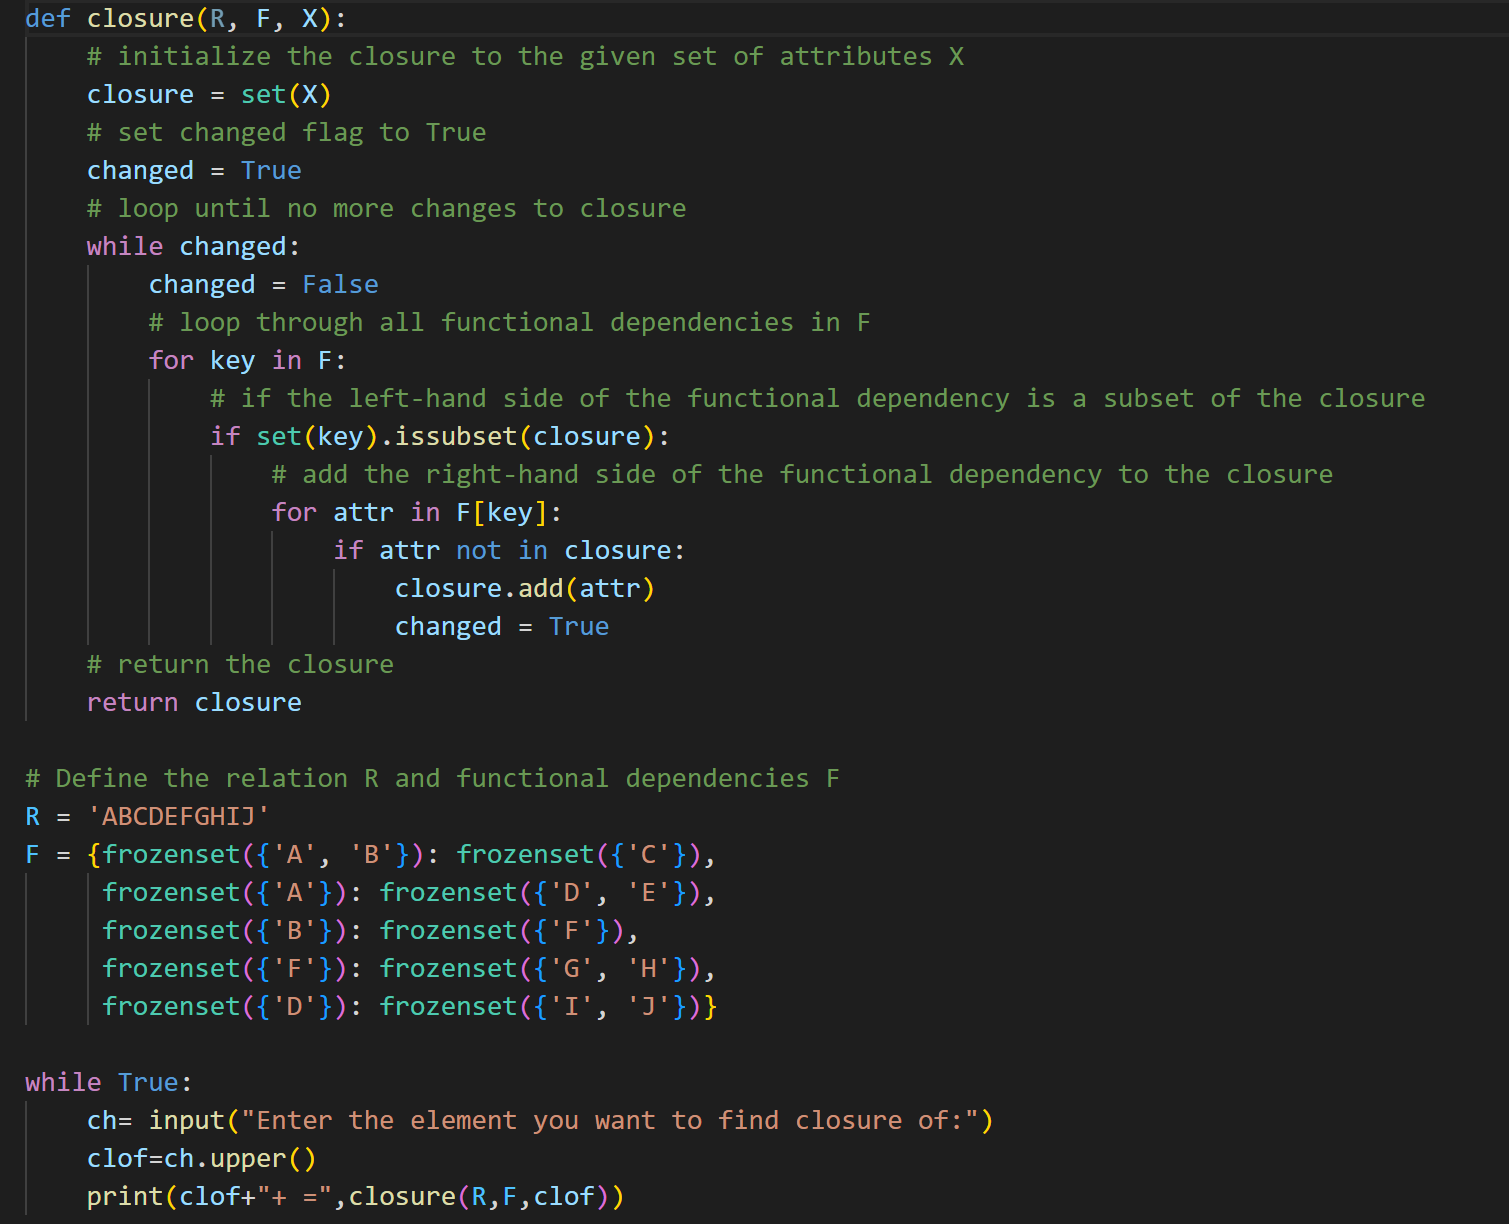 def closure(R, F, X):
    # initialize the closure to the given set of attributes X
    closure = set(X)
    # set changed flag to True
    changed = True
    # loop until no more changes to closure
    while changed:
        changed = False
        # loop through all functional dependencies in F
        for key in F:
            # if the left-hand side of the functional dependency is a subset of the closure
            if set(key).issubset(closure):
                # add the right-hand side of the functional dependency to the closure
                for attr in F[key]:
                    if attr not in closure:
                        closure.add(attr)
                        changed = True
    # return the closure
    return closure

# Define the relation R and functional dependencies F
R = 'ABCDEFGHIJ'
F = {frozenset({'A', 'B'}): frozenset({'C'}),
     frozenset({'A'}): frozenset({'D', 'E'}),
     frozenset({'B'}): frozenset({'F'}),
     frozenset({'F'}): frozenset({'G', 'H'}),
     frozenset({'D'}): frozenset({'I', 'J'})}

while True:
    ch= input("Enter the element you want to find closure of:")
    clof=ch.upper()
    print(clof+"+ =",closure(R,F,clof))